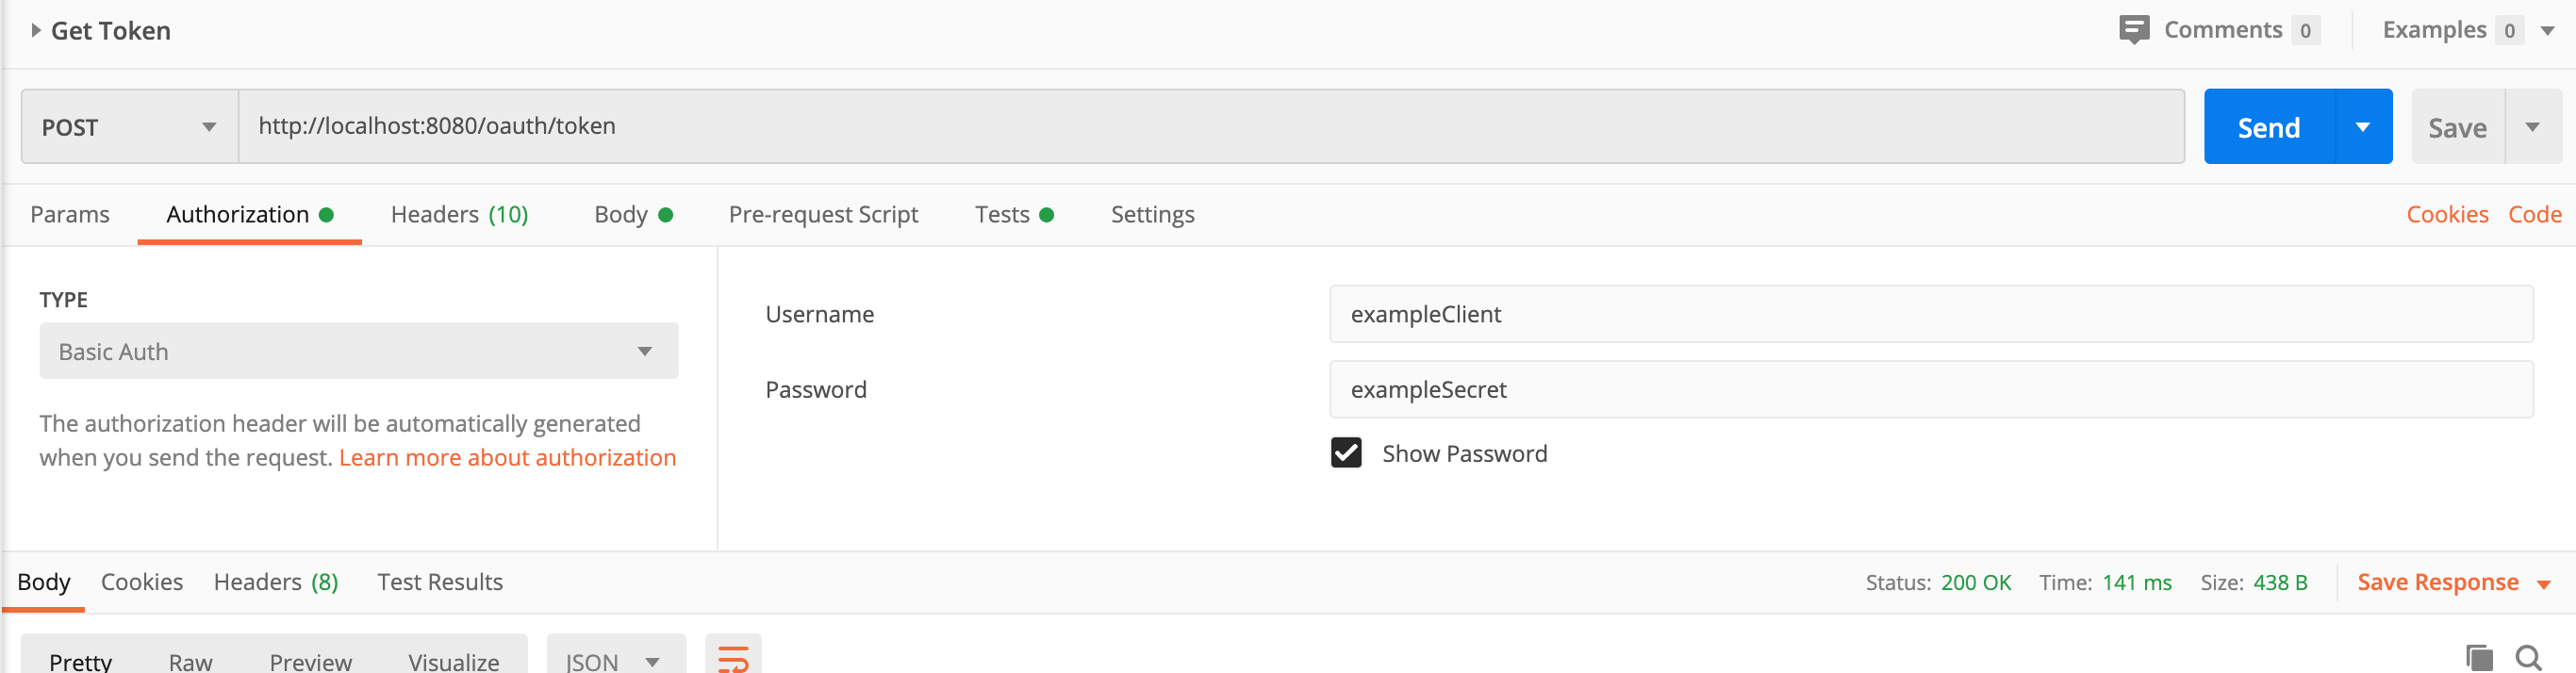 Get Token
Comments 0
Examples 0
POST
http://localhost:8080/oauth/token
Send
Save
Params
Authorization
Headers (10)
Body
Pre-request Script
Tests
Settings
Cookies
Code
TYPE
Basic Auth
The authorization header will be automatically generated
when you send the request. Learn more about authorization
Username
exampleClient
Password
exampleSecret
Show Password
Body
Cookies
Headers (8)
Test Results
Status: 200 OK
Time: 141 ms
Size: 438 B
Save Response
Pretty
Raw
Preview
Visualize
JSON